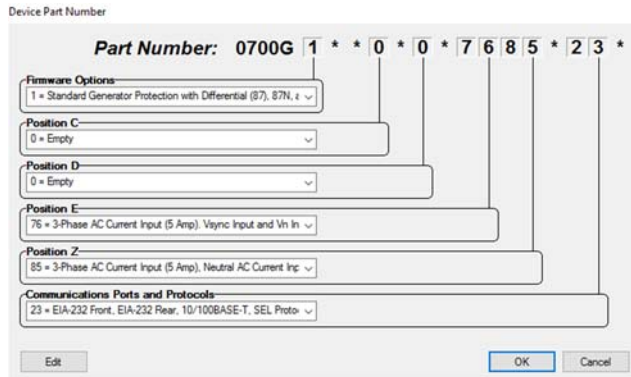 Device Part Number
Part Number: 0700G 1 * * 0 * 0 * 7 6 8 5 * 2 3 *
Firmware Options
1 = Standard Generator Protection with Differential (87), 87N, a
Position C
0 = Empty
Position D
0 = Empty
Position E
76 = 3-Phase AC Current Input (5 Amp). Vsync Input and Vn In
Position Z
85 = 3-Phase AC Current Input (5 Amp), Neutral AC Current Inp
Communications Ports and Protocols
23 = EIA-232 Front, EIA-232 Rear, 10/100BASE-T, SEL Proto
Edit OK Cancel